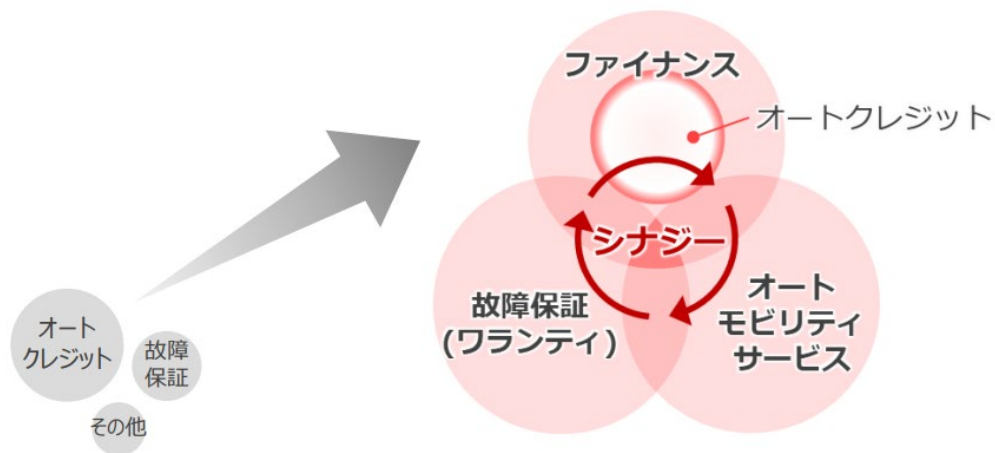 ファイナンス
オートクレジット
シナジー
故障保証
(ワランティ)
オート
モビリティ
サービス
オート
クレジット
故障
保証
その他